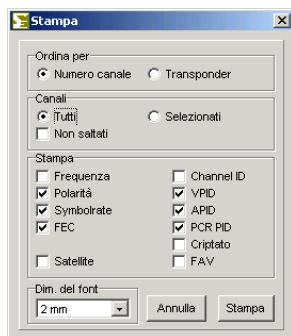 Stampa
Ordina per
Numero canale Transponder
Canali
Tutti Selezionati
Non saltati
Stampa
Frequenza Channel ID
Polarità VPID
Symbolrate APID
FEC PCR PID
Criptato
Satellite FAV
Dim. del font
2 mm Annulla Stampa